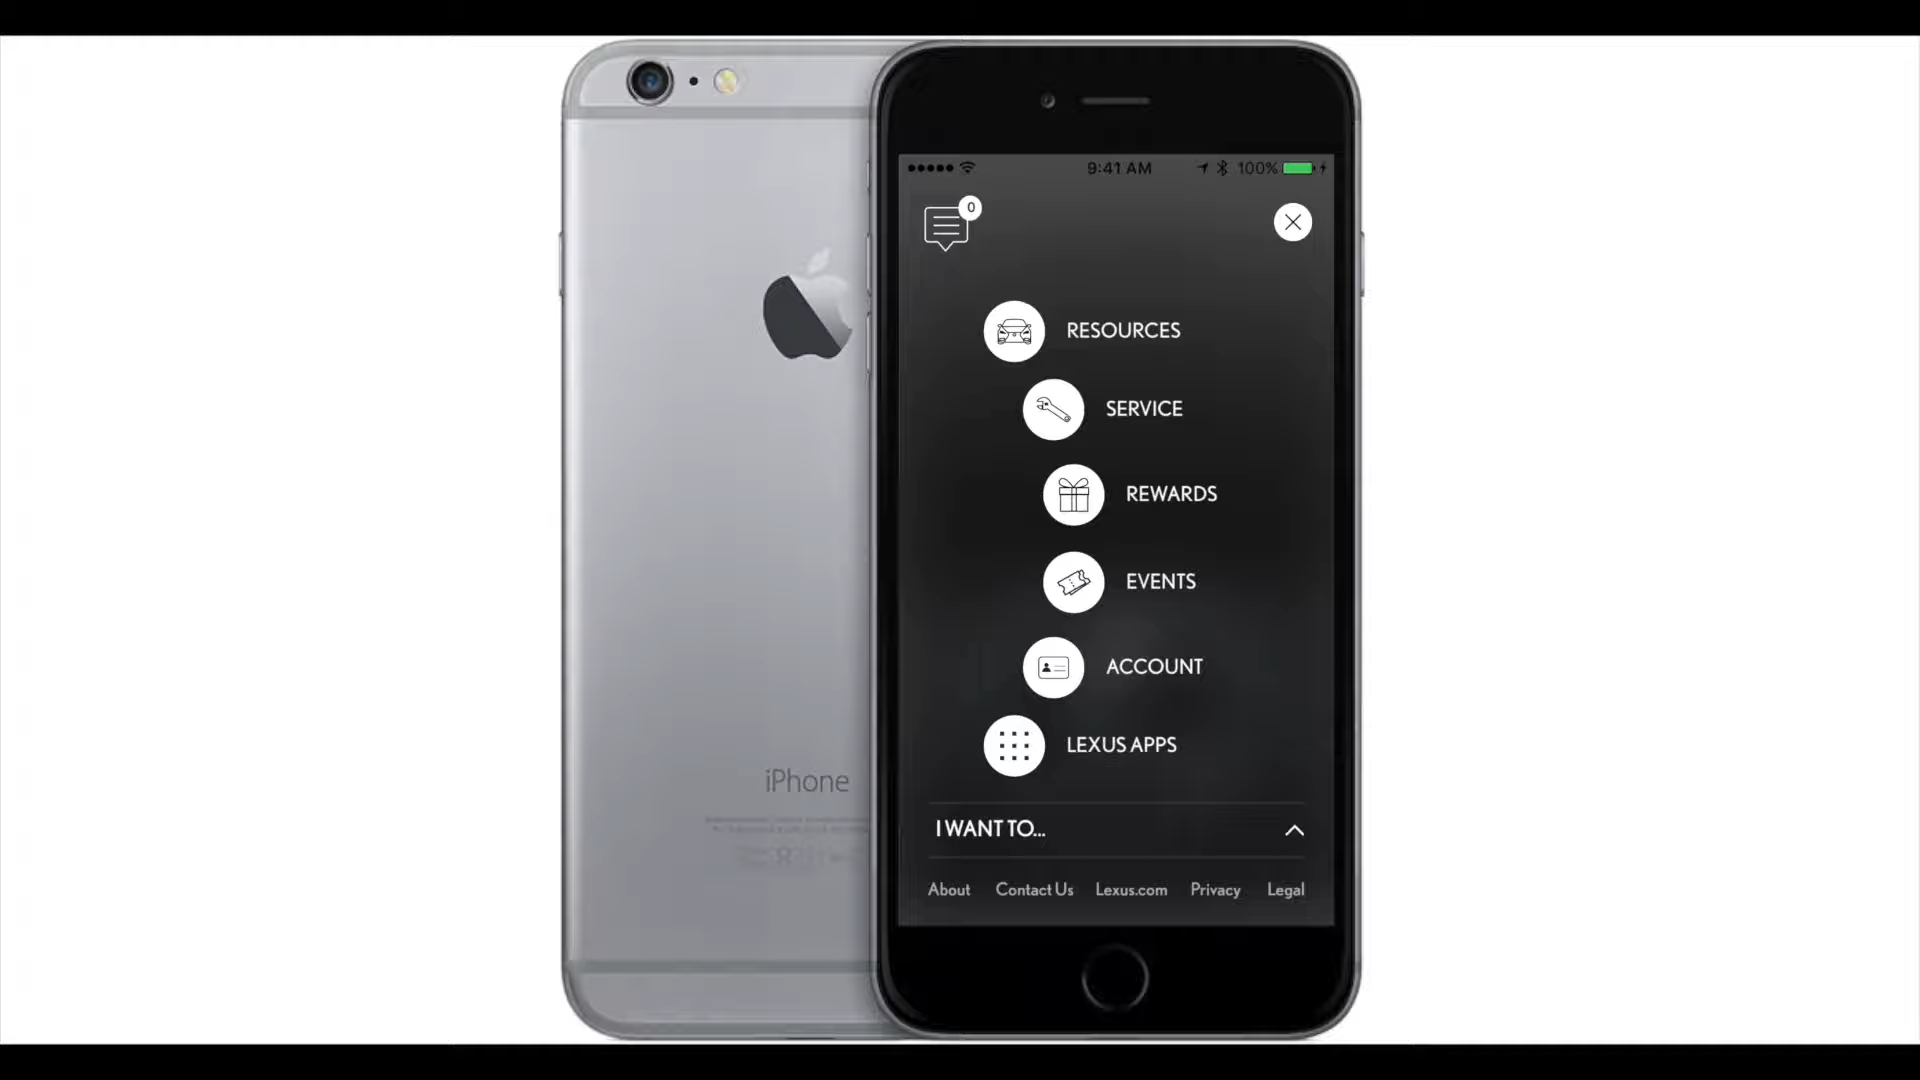 9:41 AM 100%
0
RESOURCES
SERVICE
REWARDS
EVENTS
ACCOUNT
LEXUS APPS
iPhone
I WANT TO...
About Contact Us Lexus.com Privacy Legal